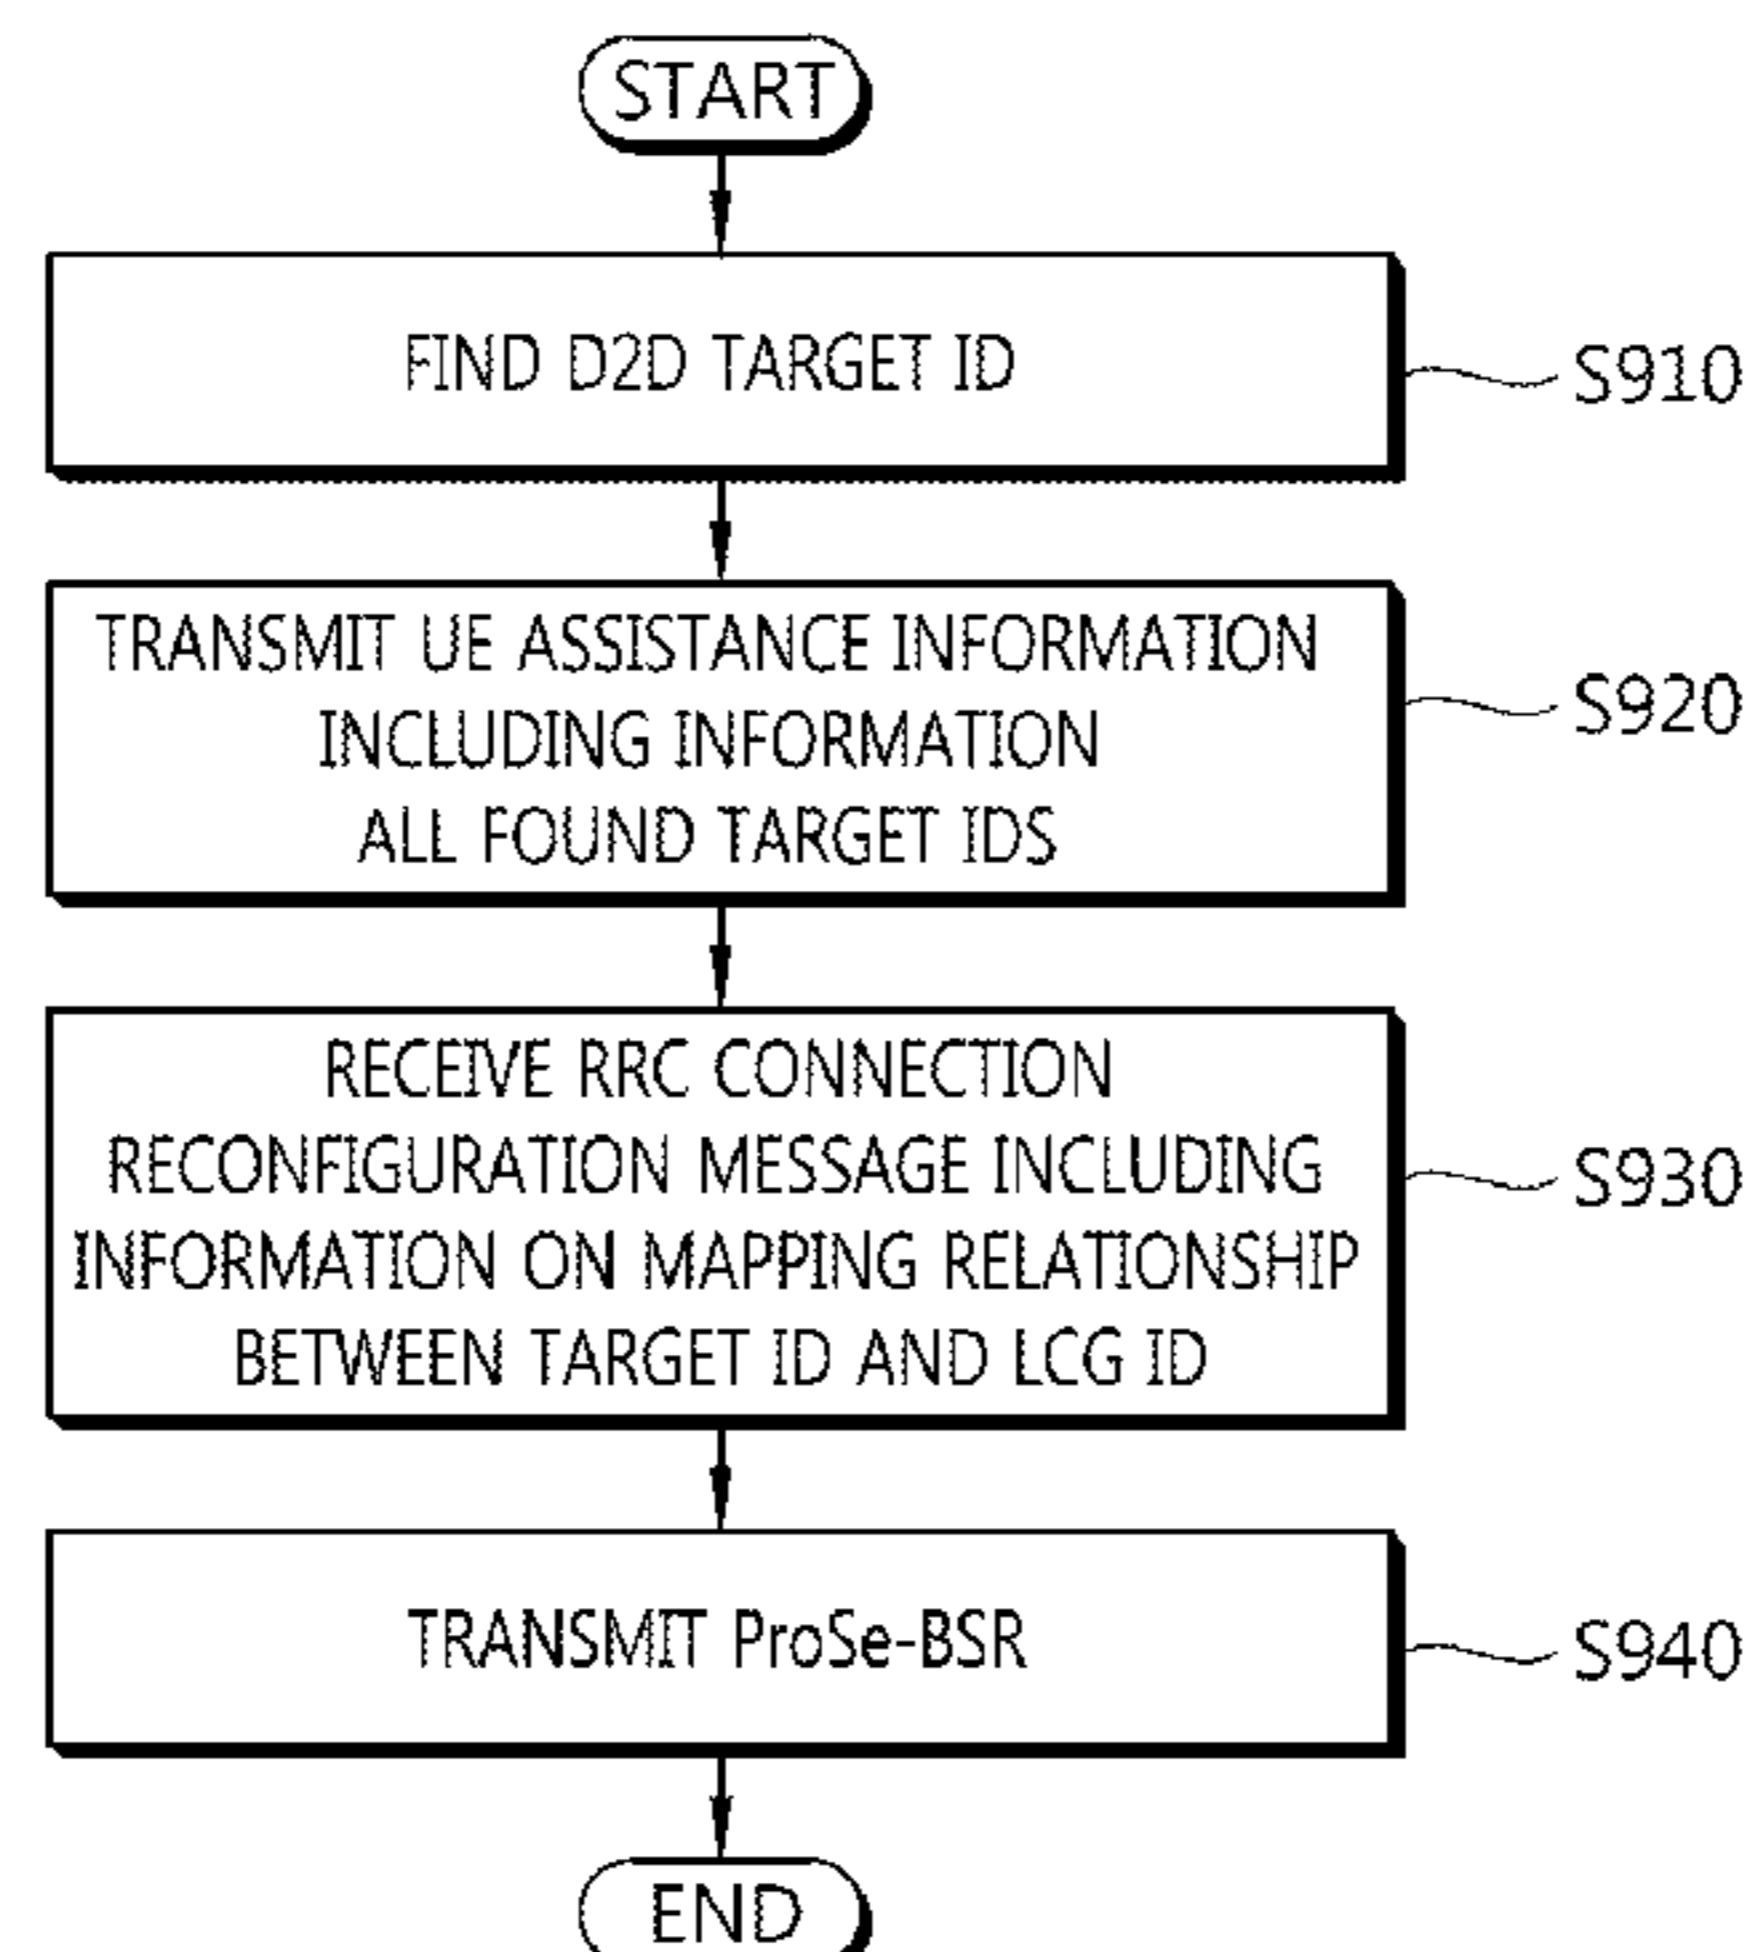 START
FIND D2D TARGET ID
S910
TRANSMIT UE ASSISTANCE INFORMATION
INCLUDING INFORMATION
ALL FOUND TARGET IDS
S920
RECEIVE RRC CONNECTION
RECONFIGURATION MESSAGE INCLUDING
INFORMATION ON MAPPING RELATIONSHIP
BETWEEN TARGET ID AND LCG ID
S930
TRANSMIT ProSe-BSR
S940
END